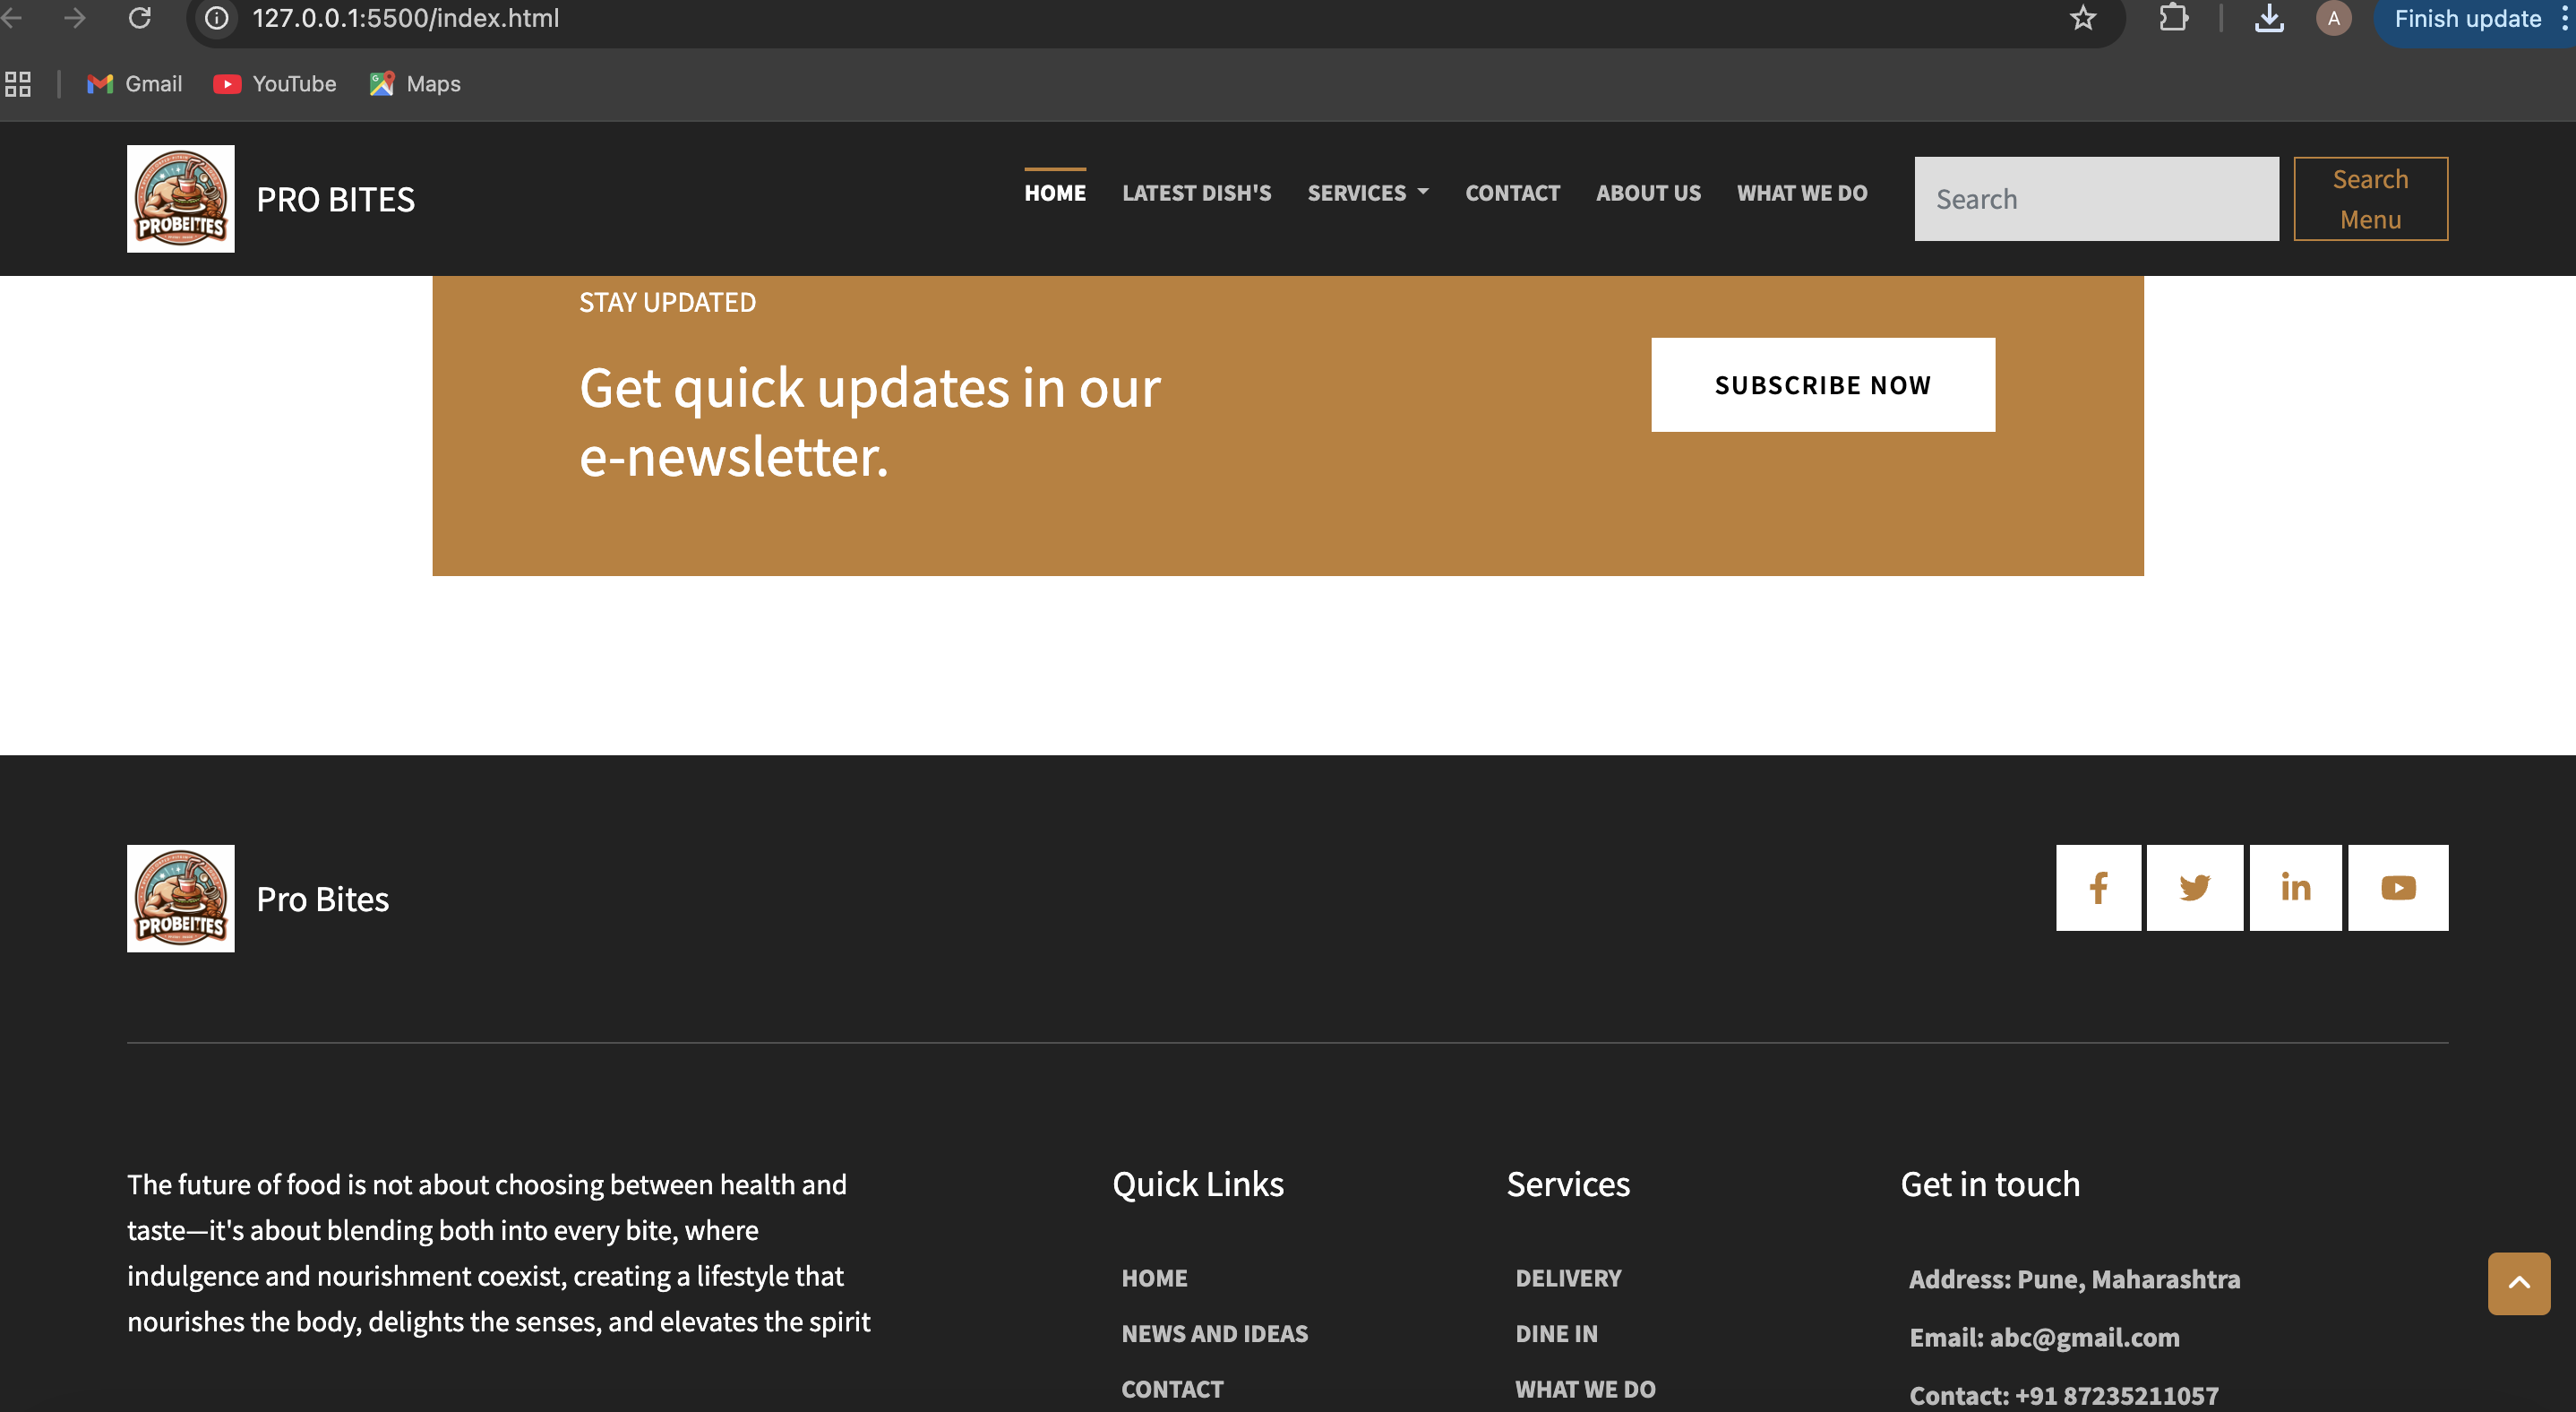 127.0.0.1:5500/index.html
A
Finish update
Gmail
YouTube
Maps
PROBEITTES
PRO BITES
HOME
LATEST DISH'S
SERVICES
CONTACT
ABOUT US
WHAT WE DO
Search
Search
Menu
STAY UPDATED
Get quick updates in our
e-newsletter.
SUBSCRIBE NOW
PROBEITTES
Pro Bites
The future of food is not about choosing between health and
taste—it's about blending both into every bite, where
indulgence and nourishment coexist, creating a lifestyle that
nourishes the body, delights the senses, and elevates the spirit
Quick Links
HOME
NEWS AND IDEAS
CONTACT
Services
DELIVERY
DINE IN
WHAT WE DO
Get in touch
Address: Pune, Maharashtra
Email: abc@gmail.com
Contact: +91 87235211057